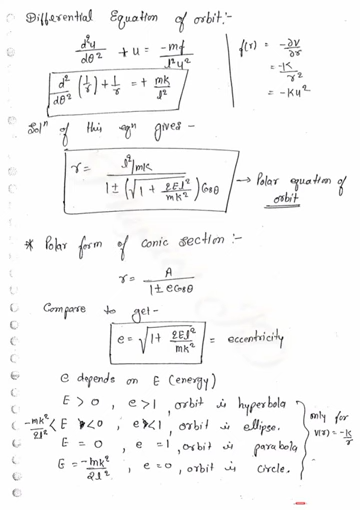 Differential Equation of orbit:-
d²u/dθ² + u = -mf/l²u²
f(r) = -∂V/∂r
= -K/r²
= -Ku²
d²/dθ² (1/r) + 1/r = + mk/l²
Solⁿ of this eqⁿ gives -
r = l²/mk / 1 ± (√1 + 2El²/mk²) Cosθ → Polar equation of orbit
* Polar form of conic section :-
r = A / 1 ± e Cosθ
Compare to get -
e = √1 + 2El²/mk² = eccentricity
e depends on E (energy)
E > 0 , e > 1 , orbit is hyperbola
-mk²/2l² < E < 0 , e < 1 , orbit is ellipse.
E = 0 , e = 1 , orbit is parabola
E = -mk²/2l² , e = 0 , orbit is circle.
only for
V(r) = -k/r